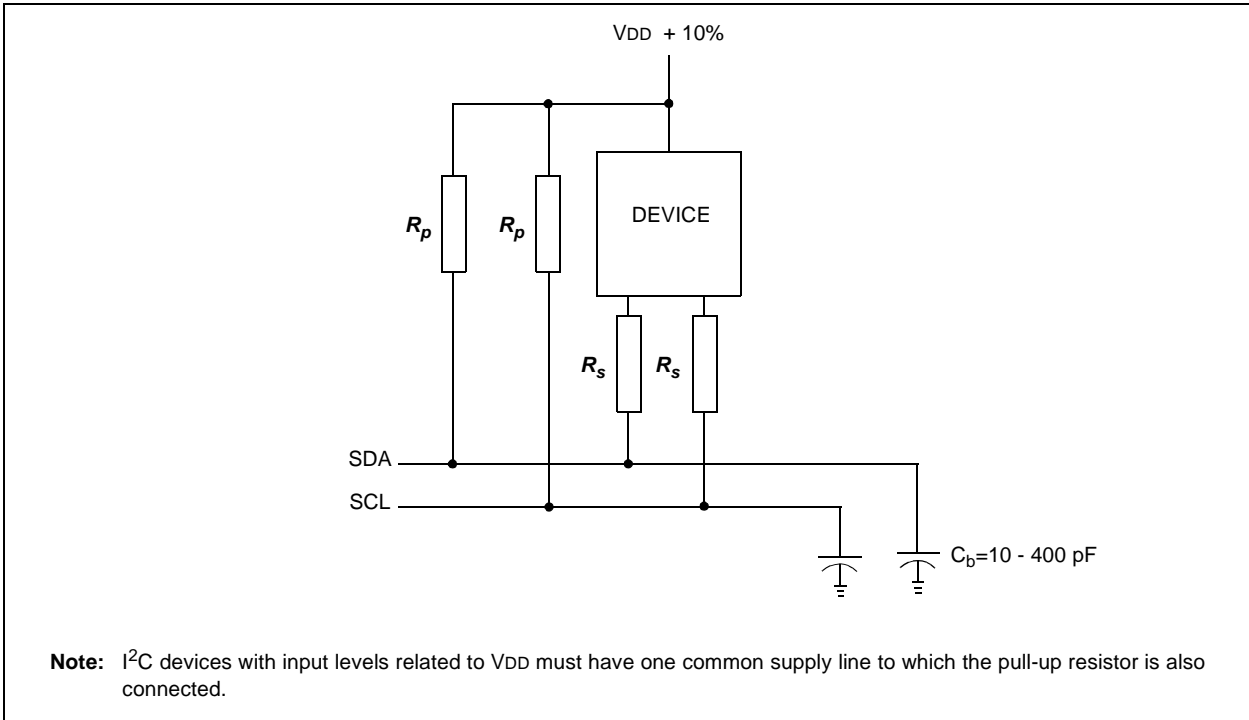 VDD + 10%
DEVICE
Rp Rp
Rs Rs
SDA
SCL
Cb=10 - 400 pF
Note: I2C devices with input levels related to VDD must have one common supply line to which the pull-up resistor is also
connected.